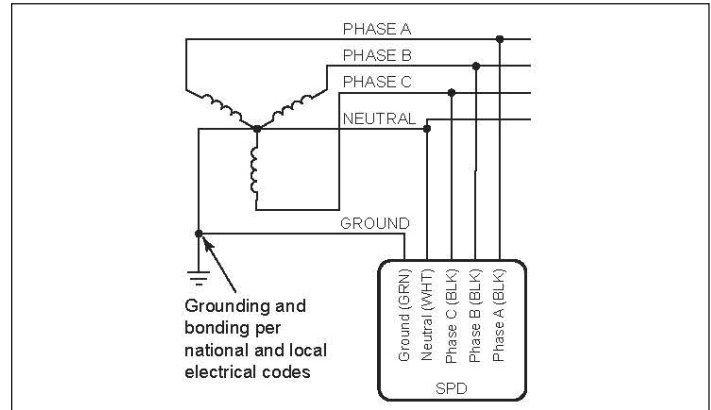 PHASE A
PHASE B
PHASE C
NEUTRAL
GROUND
Grounding and
bonding per
national and local
electrical codes
Ground (GRN)
Neutral (WHT)
Phase C (BLK)
Phase B (BLK)
Phase A (BLK)
SPD